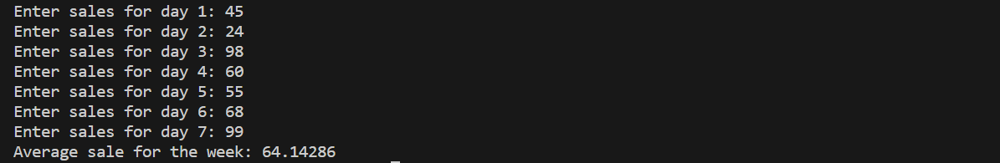 Enter sales for day 1: 45
Enter sales for day 2: 24
Enter sales for day 3: 98
Enter sales for day 4: 60
Enter sales for day 5: 55
Enter sales for day 6: 68
Enter sales for day 7: 99
Average sale for the week: 64.14286